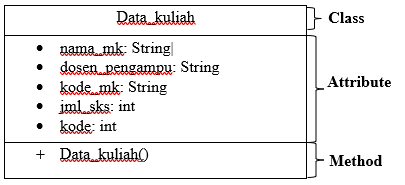 Data_kuliah
Class
• nama_mk: String
• dosen_pengampu: String
• kode_mk: String
• jml_sks: int
• kode: int
Attribute
+ Data_kuliah()
Method